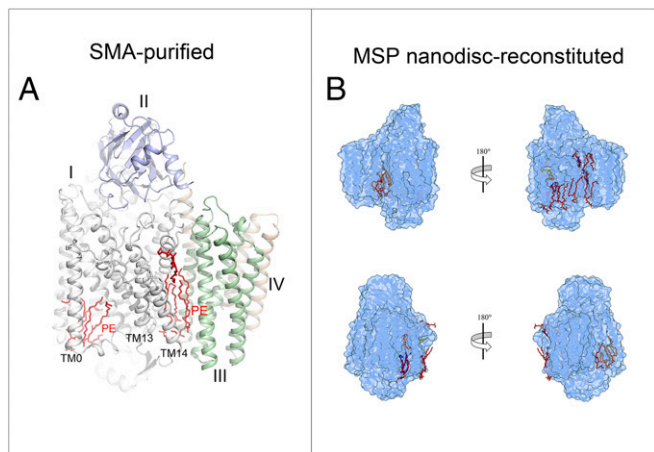 SMA-purified
MSP nanodisc-reconstituted
A
B
II
I
IV
PE
PE
TM0
TM13
TM14
III
180°
180°